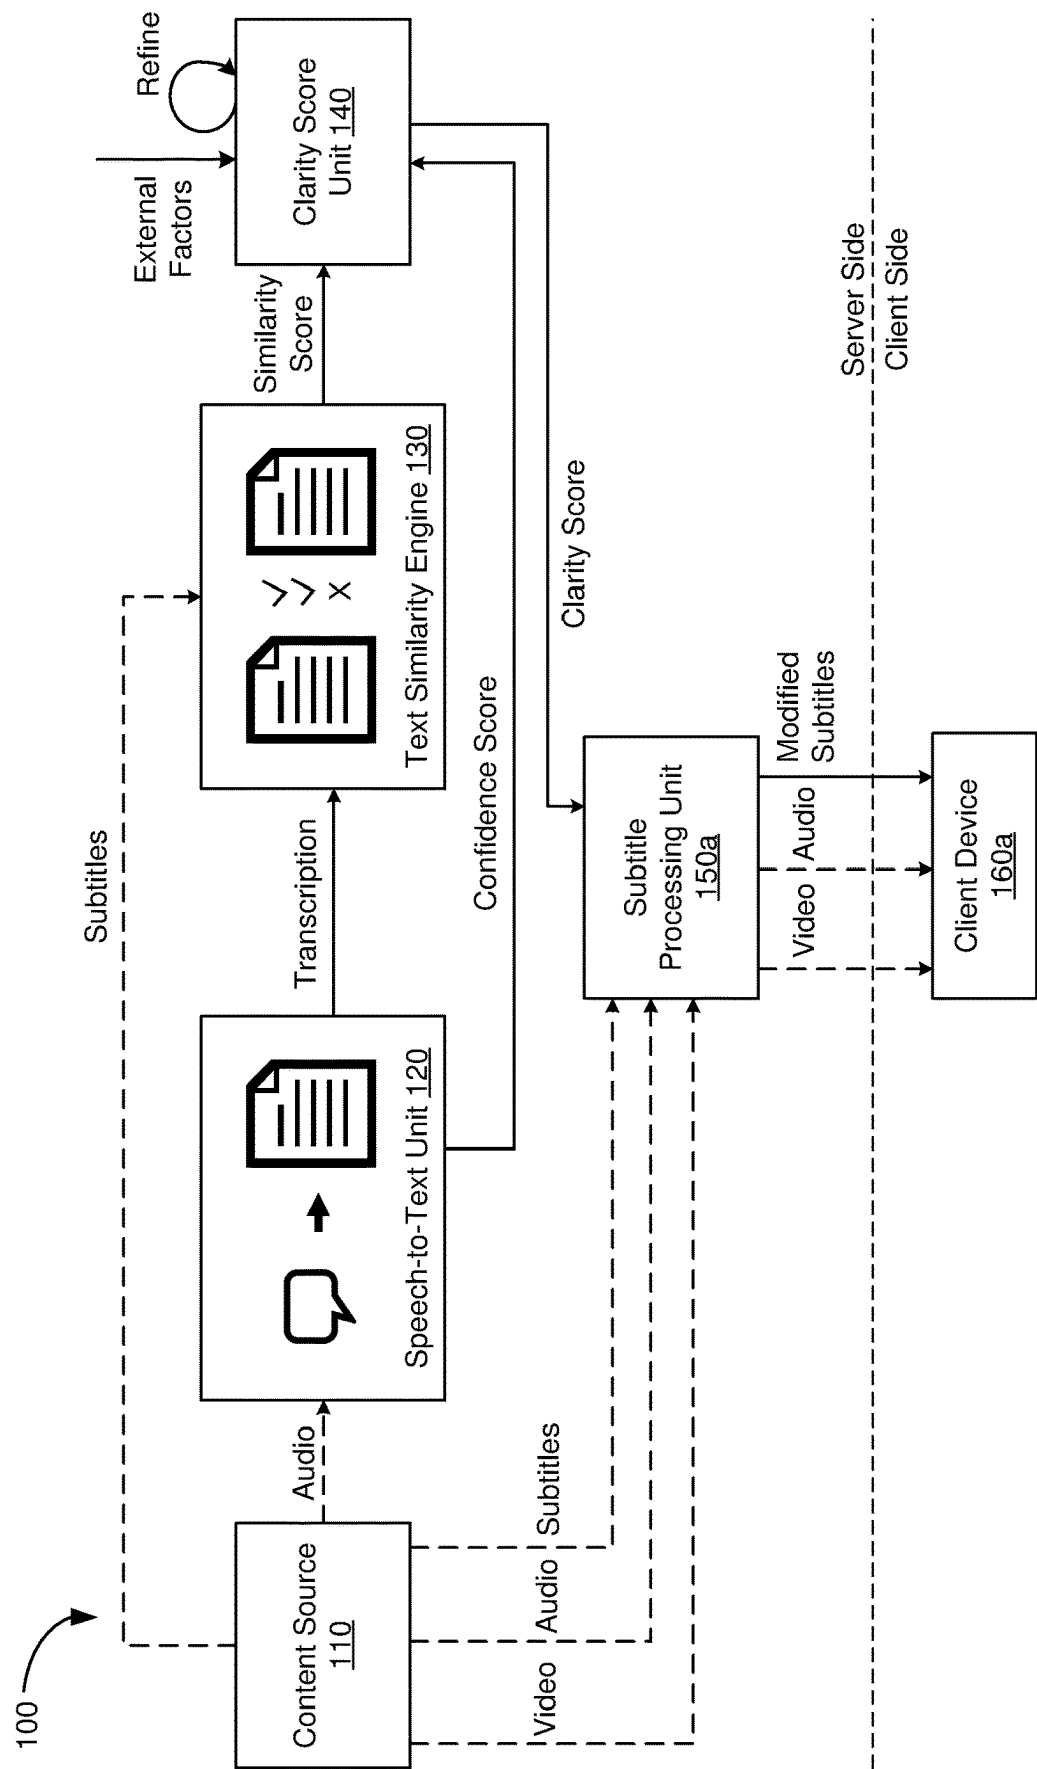 100
Subtitles
External
Factors
Refine
Content Source
110
Audio
Speech-to-Text Unit 120
Transcription
Text Similarity Engine 130
X
Similarity
Score
Clarity Score
Unit 140
Confidence Score
Clarity Score
Video
Audio
Subtitles
Subtitle
Processing Unit
150a
Video
Audio
Modified
Subtitles
Server Side
Client Side
Client Device
160a